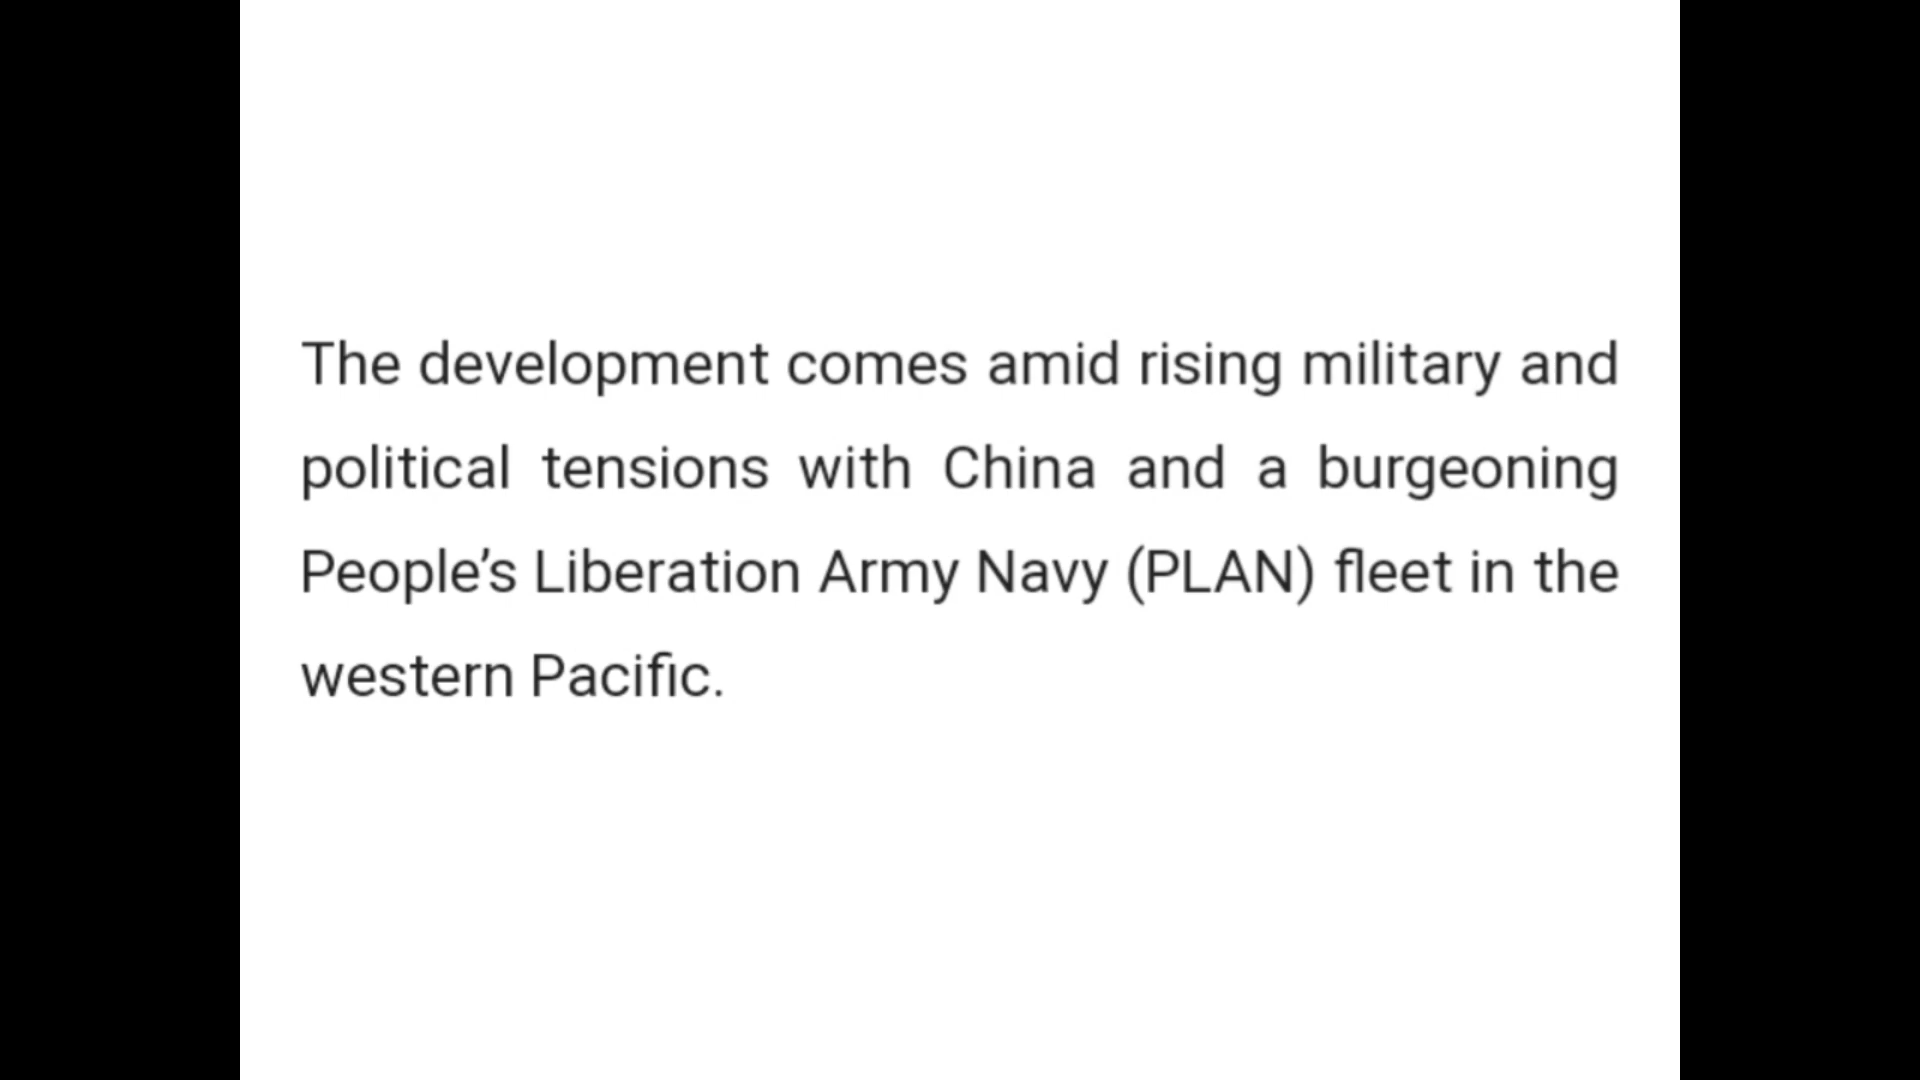 The development comes amid rising military and
political tensions with China and a burgeoning
People’s Liberation Army Navy (PLAN) fleet in the
western Pacific.